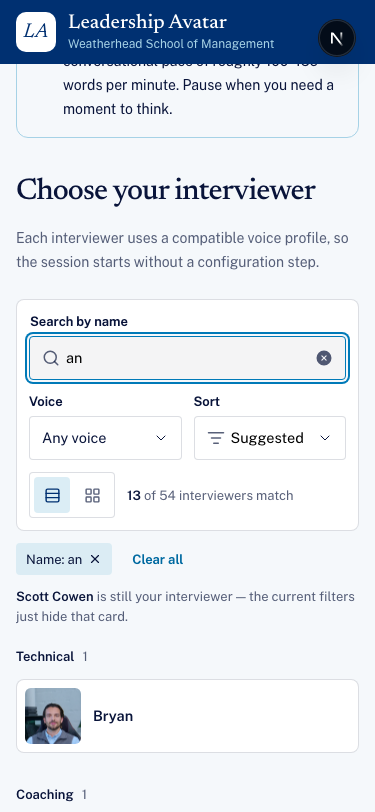 LA
Leadership Avatar
Weatherhead School of Management
N
words per minute. Pause when you need a
moment to think.
Choose your interviewer
Each interviewer uses a compatible voice profile, so
the session starts without a configuration step.
Search by name
an
Voice
Sort
Any voice
Suggested
13 of 54 interviewers match
Name: an ✕
Clear all
Scott Cowen is still your interviewer — the current filters
just hide that card.
Technical 1
Bryan
Coaching 1